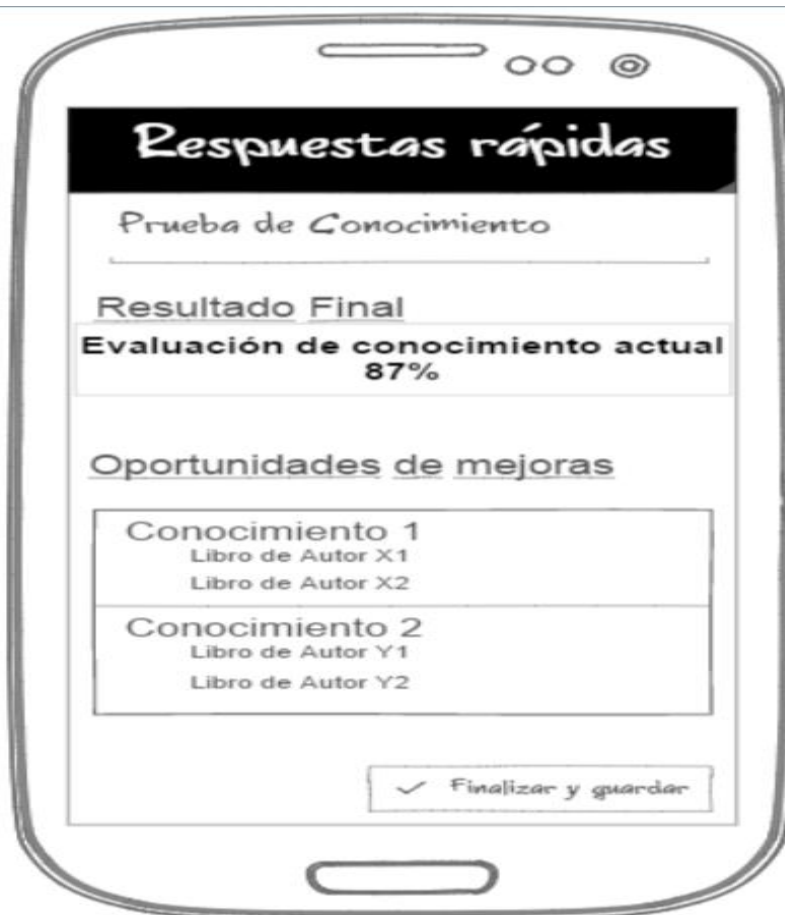 Respuestas rápidas
Prueba de Conocimiento
Resultado Final
Evaluación de conocimiento actual
87%
Oportunidades de mejoras
Conocimiento 1
Libro de Autor X1
Libro de Autor X2
Conocimiento 2
Libro de Autor Y1
Libro de Autor Y2
Finalizar y guardar